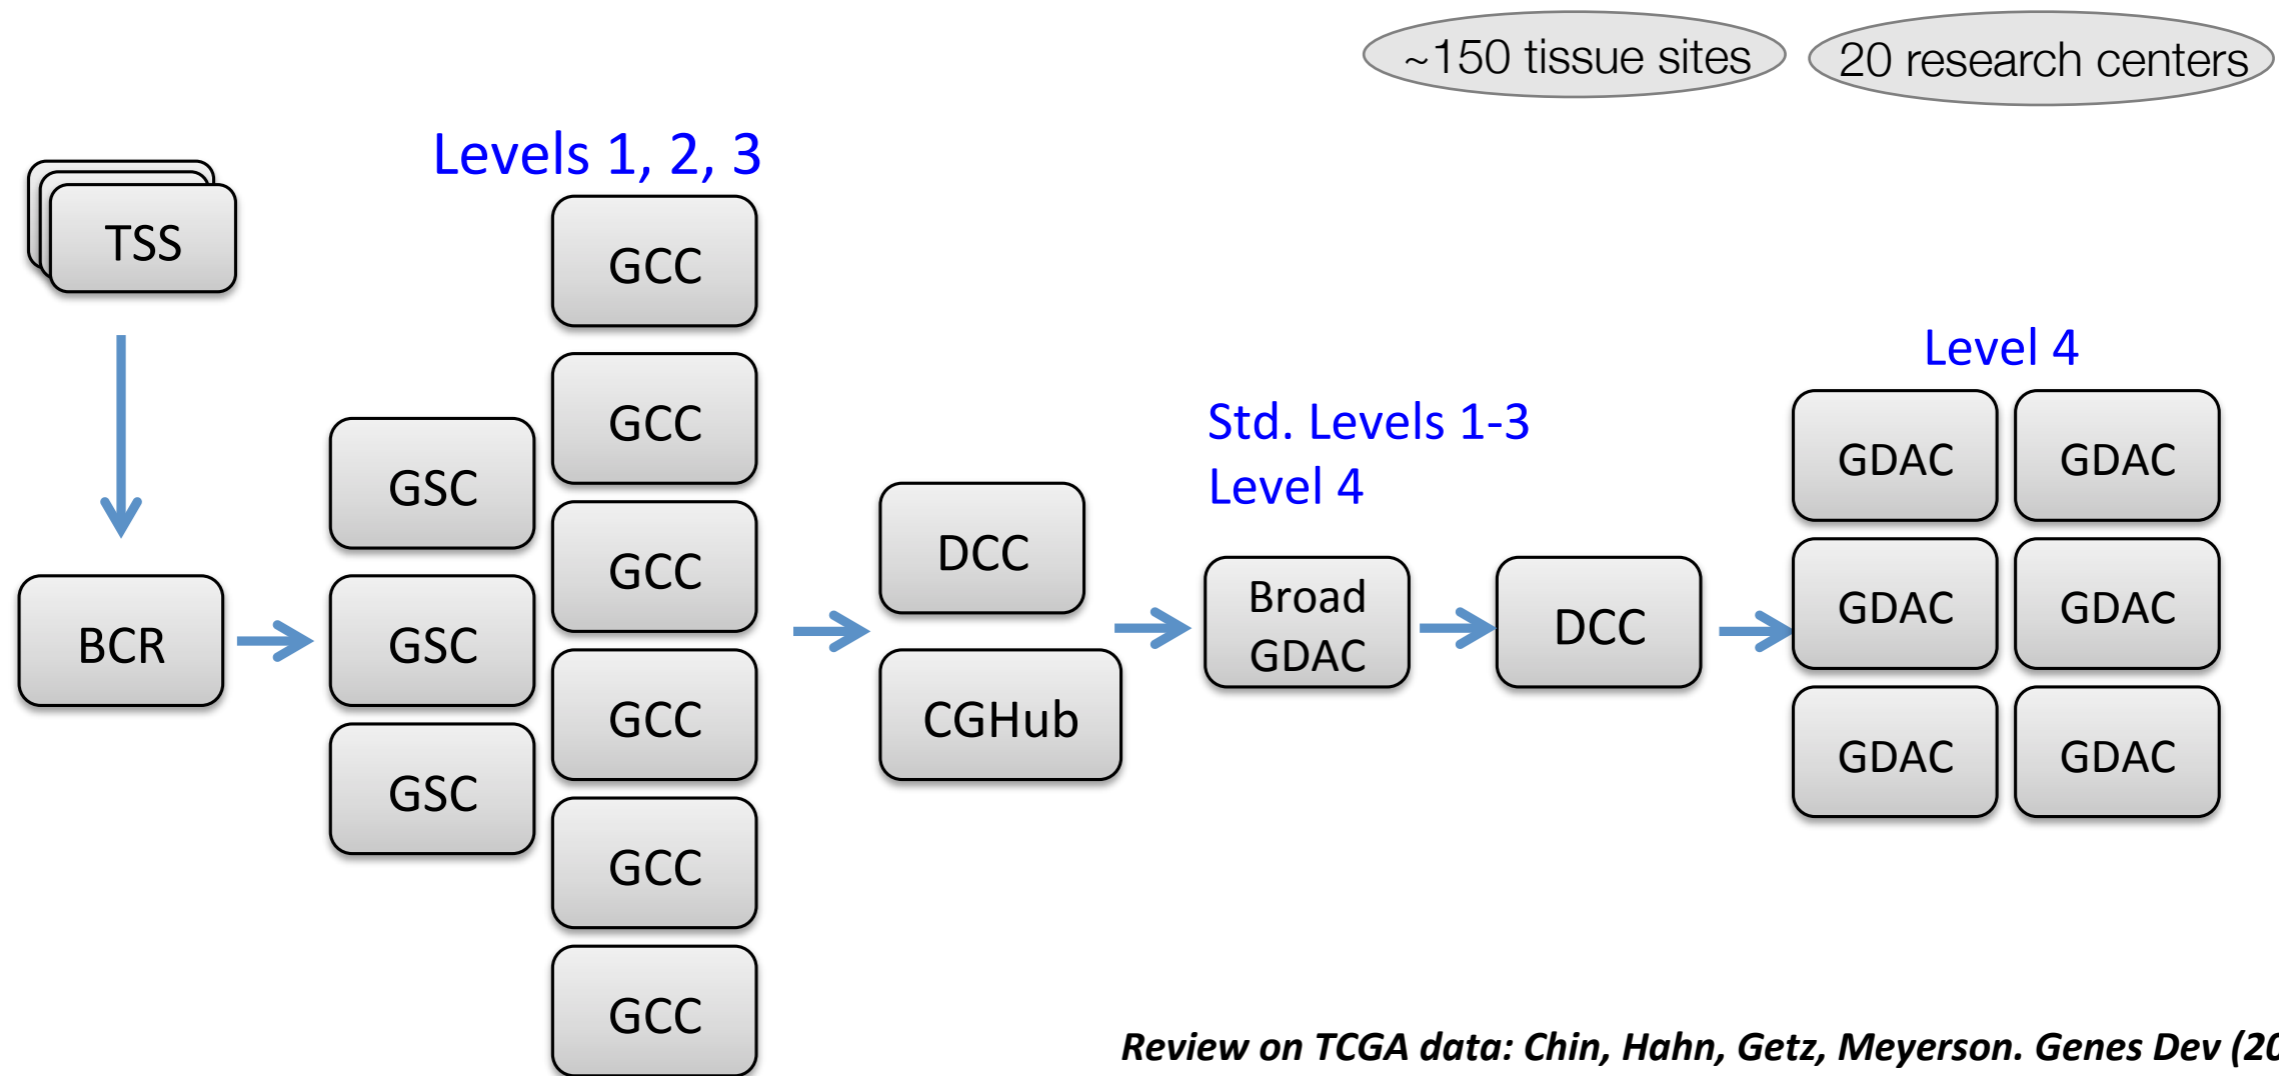 ~150 tissue sites
20 research centers
Levels 1, 2, 3
TSS
BCR
GSC
GSC
GSC
GCC
GCC
GCC
GCC
GCC
GCC
DCC
CGHub
Std. Levels 1-3
Level 4
Broad
GDAC
DCC
Level 4
GDAC
GDAC
GDAC
GDAC
GDAC
GDAC
Review on TCGA data: Chin, Hahn, Getz, Meyerson. Genes Dev (20